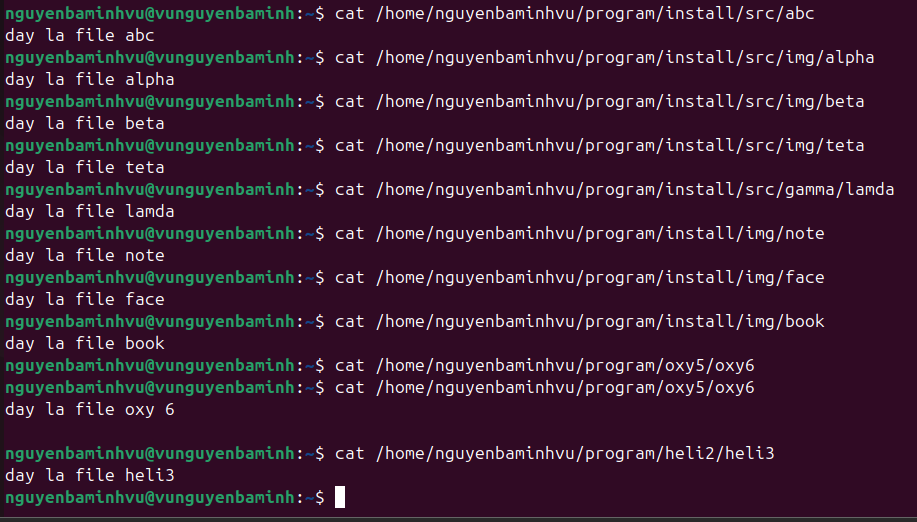 nguyenbaminhvu@vunguyenbaminh:~$ cat /home/nguyenbaminhvu/program/install/src/abc
day la file abc
nguyenbaminhvu@vunguyenbaminh:~$ cat /home/nguyenbaminhvu/program/install/src/img/alpha
day la file alpha
nguyenbaminhvu@vunguyenbaminh:~$ cat /home/nguyenbaminhvu/program/install/src/img/beta
day la file beta
nguyenbaminhvu@vunguyenbaminh:~$ cat /home/nguyenbaminhvu/program/install/src/img/teta
day la file teta
nguyenbaminhvu@vunguyenbaminh:~$ cat /home/nguyenbaminhvu/program/install/src/gamma/lamda
day la file lamda
nguyenbaminhvu@vunguyenbaminh:~$ cat /home/nguyenbaminhvu/program/install/img/note
day la file note
nguyenbaminhvu@vunguyenbaminh:~$ cat /home/nguyenbaminhvu/program/install/img/face
day la file face
nguyenbaminhvu@vunguyenbaminh:~$ cat /home/nguyenbaminhvu/program/install/img/book
day la file book
nguyenbaminhvu@vunguyenbaminh:~$ cat /home/nguyenbaminhvu/program/oxy5/oxy6
nguyenbaminhvu@vunguyenbaminh:~$ cat /home/nguyenbaminhvu/program/oxy5/oxy6
day la file oxy 6
nguyenbaminhvu@vunguyenbaminh:~$ cat /home/nguyenbaminhvu/program/heli2/heli3
day la file heli3
nguyenbaminhvu@vunguyenbaminh:~$